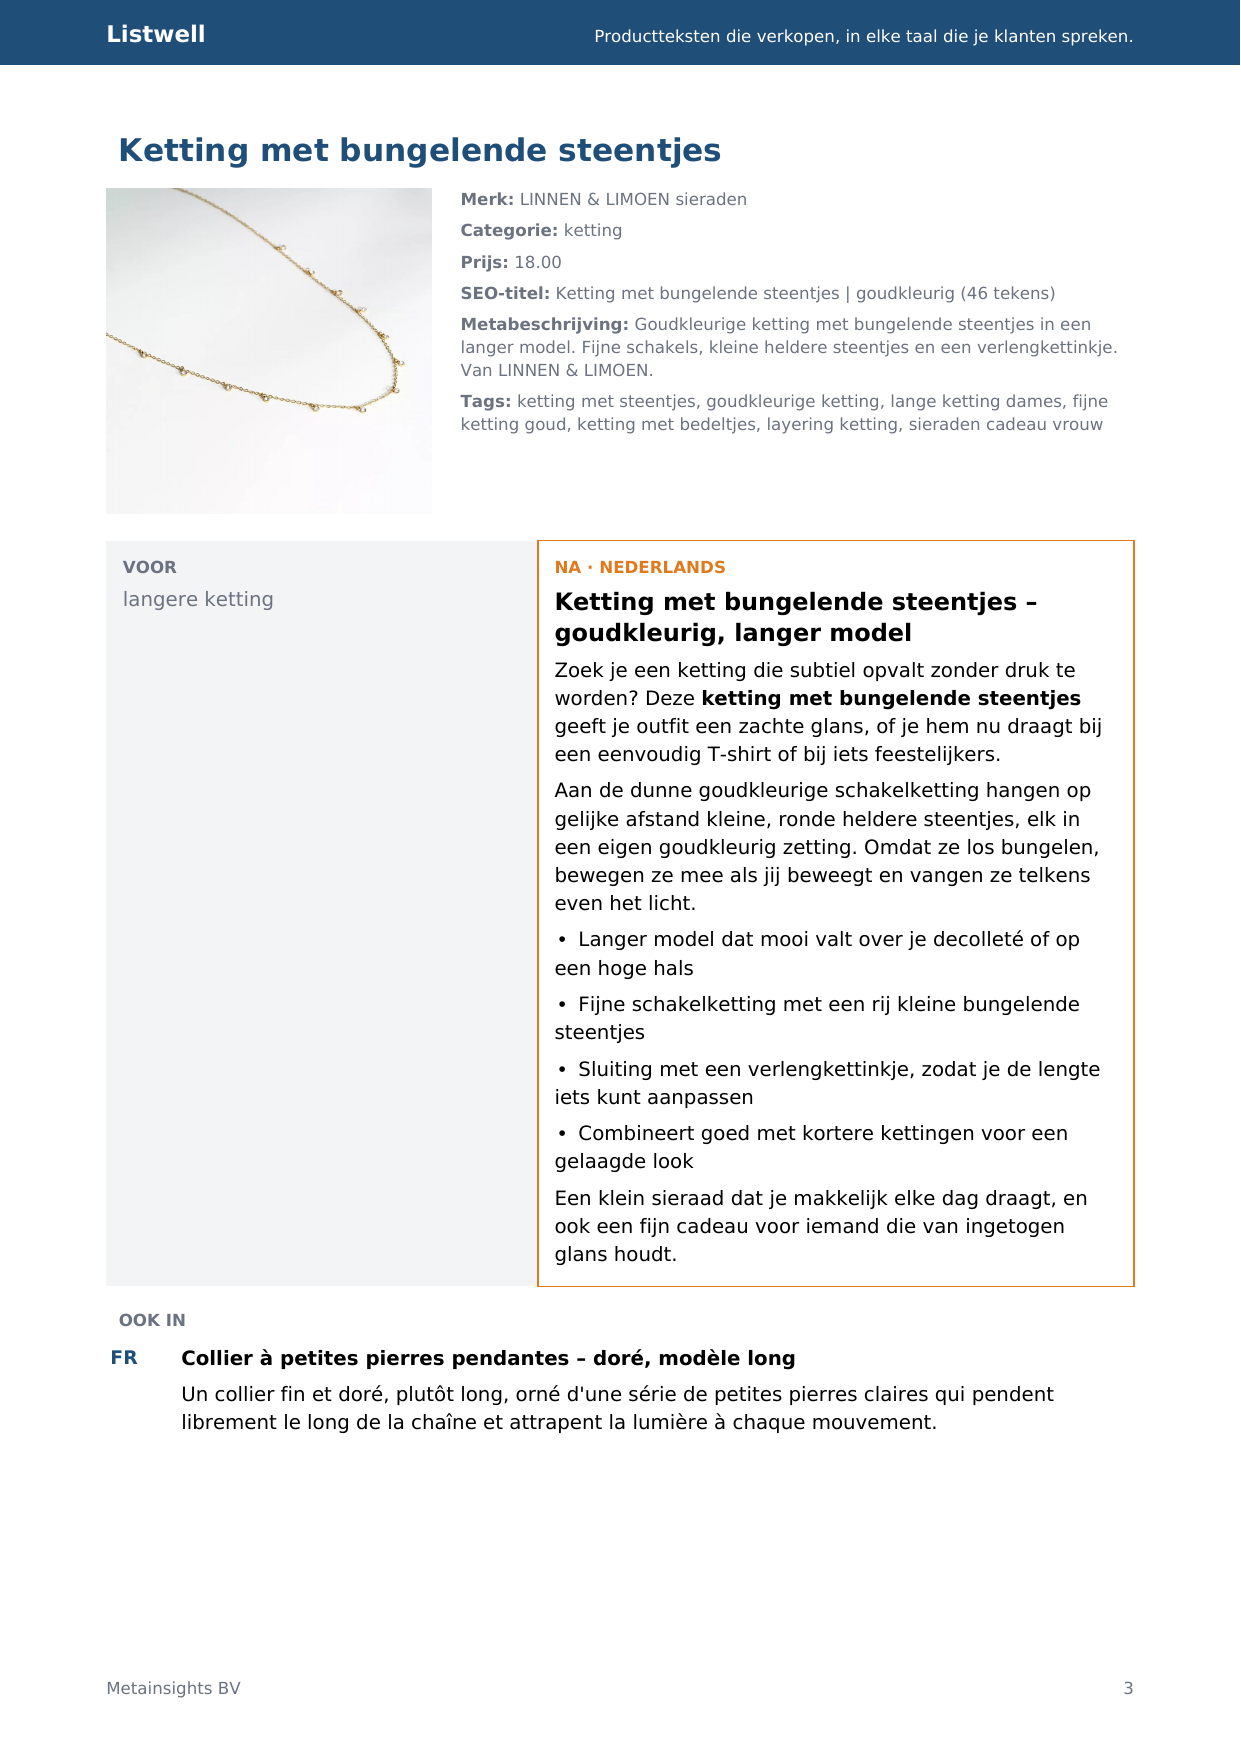 Listwell
Productteksten die verkopen, in elke taal die je klanten spreken.
Ketting met bungelende steentjes
Merk: LINNEN & LIMOEN sieraden
Categorie: ketting
Prijs: 18.00
SEO-titel: Ketting met bungelende steentjes | goudkleurig (46 tekens)
Metabeschrijving: Goudkleurige ketting met bungelende steentjes in een
langer model. Fijne schakels, kleine heldere steentjes en een verlengkettinkje.
Van LINNEN & LIMOEN.
Tags: ketting met steentjes, goudkleurige ketting, lange ketting dames, fijne
ketting goud, ketting met bedeltjes, layering ketting, sieraden cadeau vrouw
VOOR
langere ketting
NA · NEDERLANDS
Ketting met bungelende steentjes –
goudkleurig, langer model
Zoek je een ketting die subtiel opvalt zonder druk te
worden? Deze ketting met bungelende steentjes
geeft je outfit een zachte glans, of je hem nu draagt bij
een eenvoudig T-shirt of bij iets feestelijkers.
Aan de dunne goudkleurige schakelketting hangen op
gelijke afstand kleine, ronde heldere steentjes, elk in
een eigen goudkleurig zetting. Omdat ze los bungelen,
bewegen ze mee als jij beweegt en vangen ze telkens
even het licht.
• Langer model dat mooi valt over je decolleté of op
een hoge hals
• Fijne schakelketting met een rij kleine bungelende
steentjes
• Sluiting met een verlengkettinkje, zodat je de lengte
iets kunt aanpassen
• Combineert goed met kortere kettingen voor een
gelaagde look
Een klein sieraad dat je makkelijk elke dag draagt, en
ook een fijn cadeau voor iemand die van ingetogen
glans houdt.
OOK IN
FR
Collier à petites pierres pendantes – doré, modèle long
Un collier fin et doré, plutôt long, orné d'une série de petites pierres claires qui pendent
librement le long de la chaîne et attrapent la lumière à chaque mouvement.
Metainsights BV
3